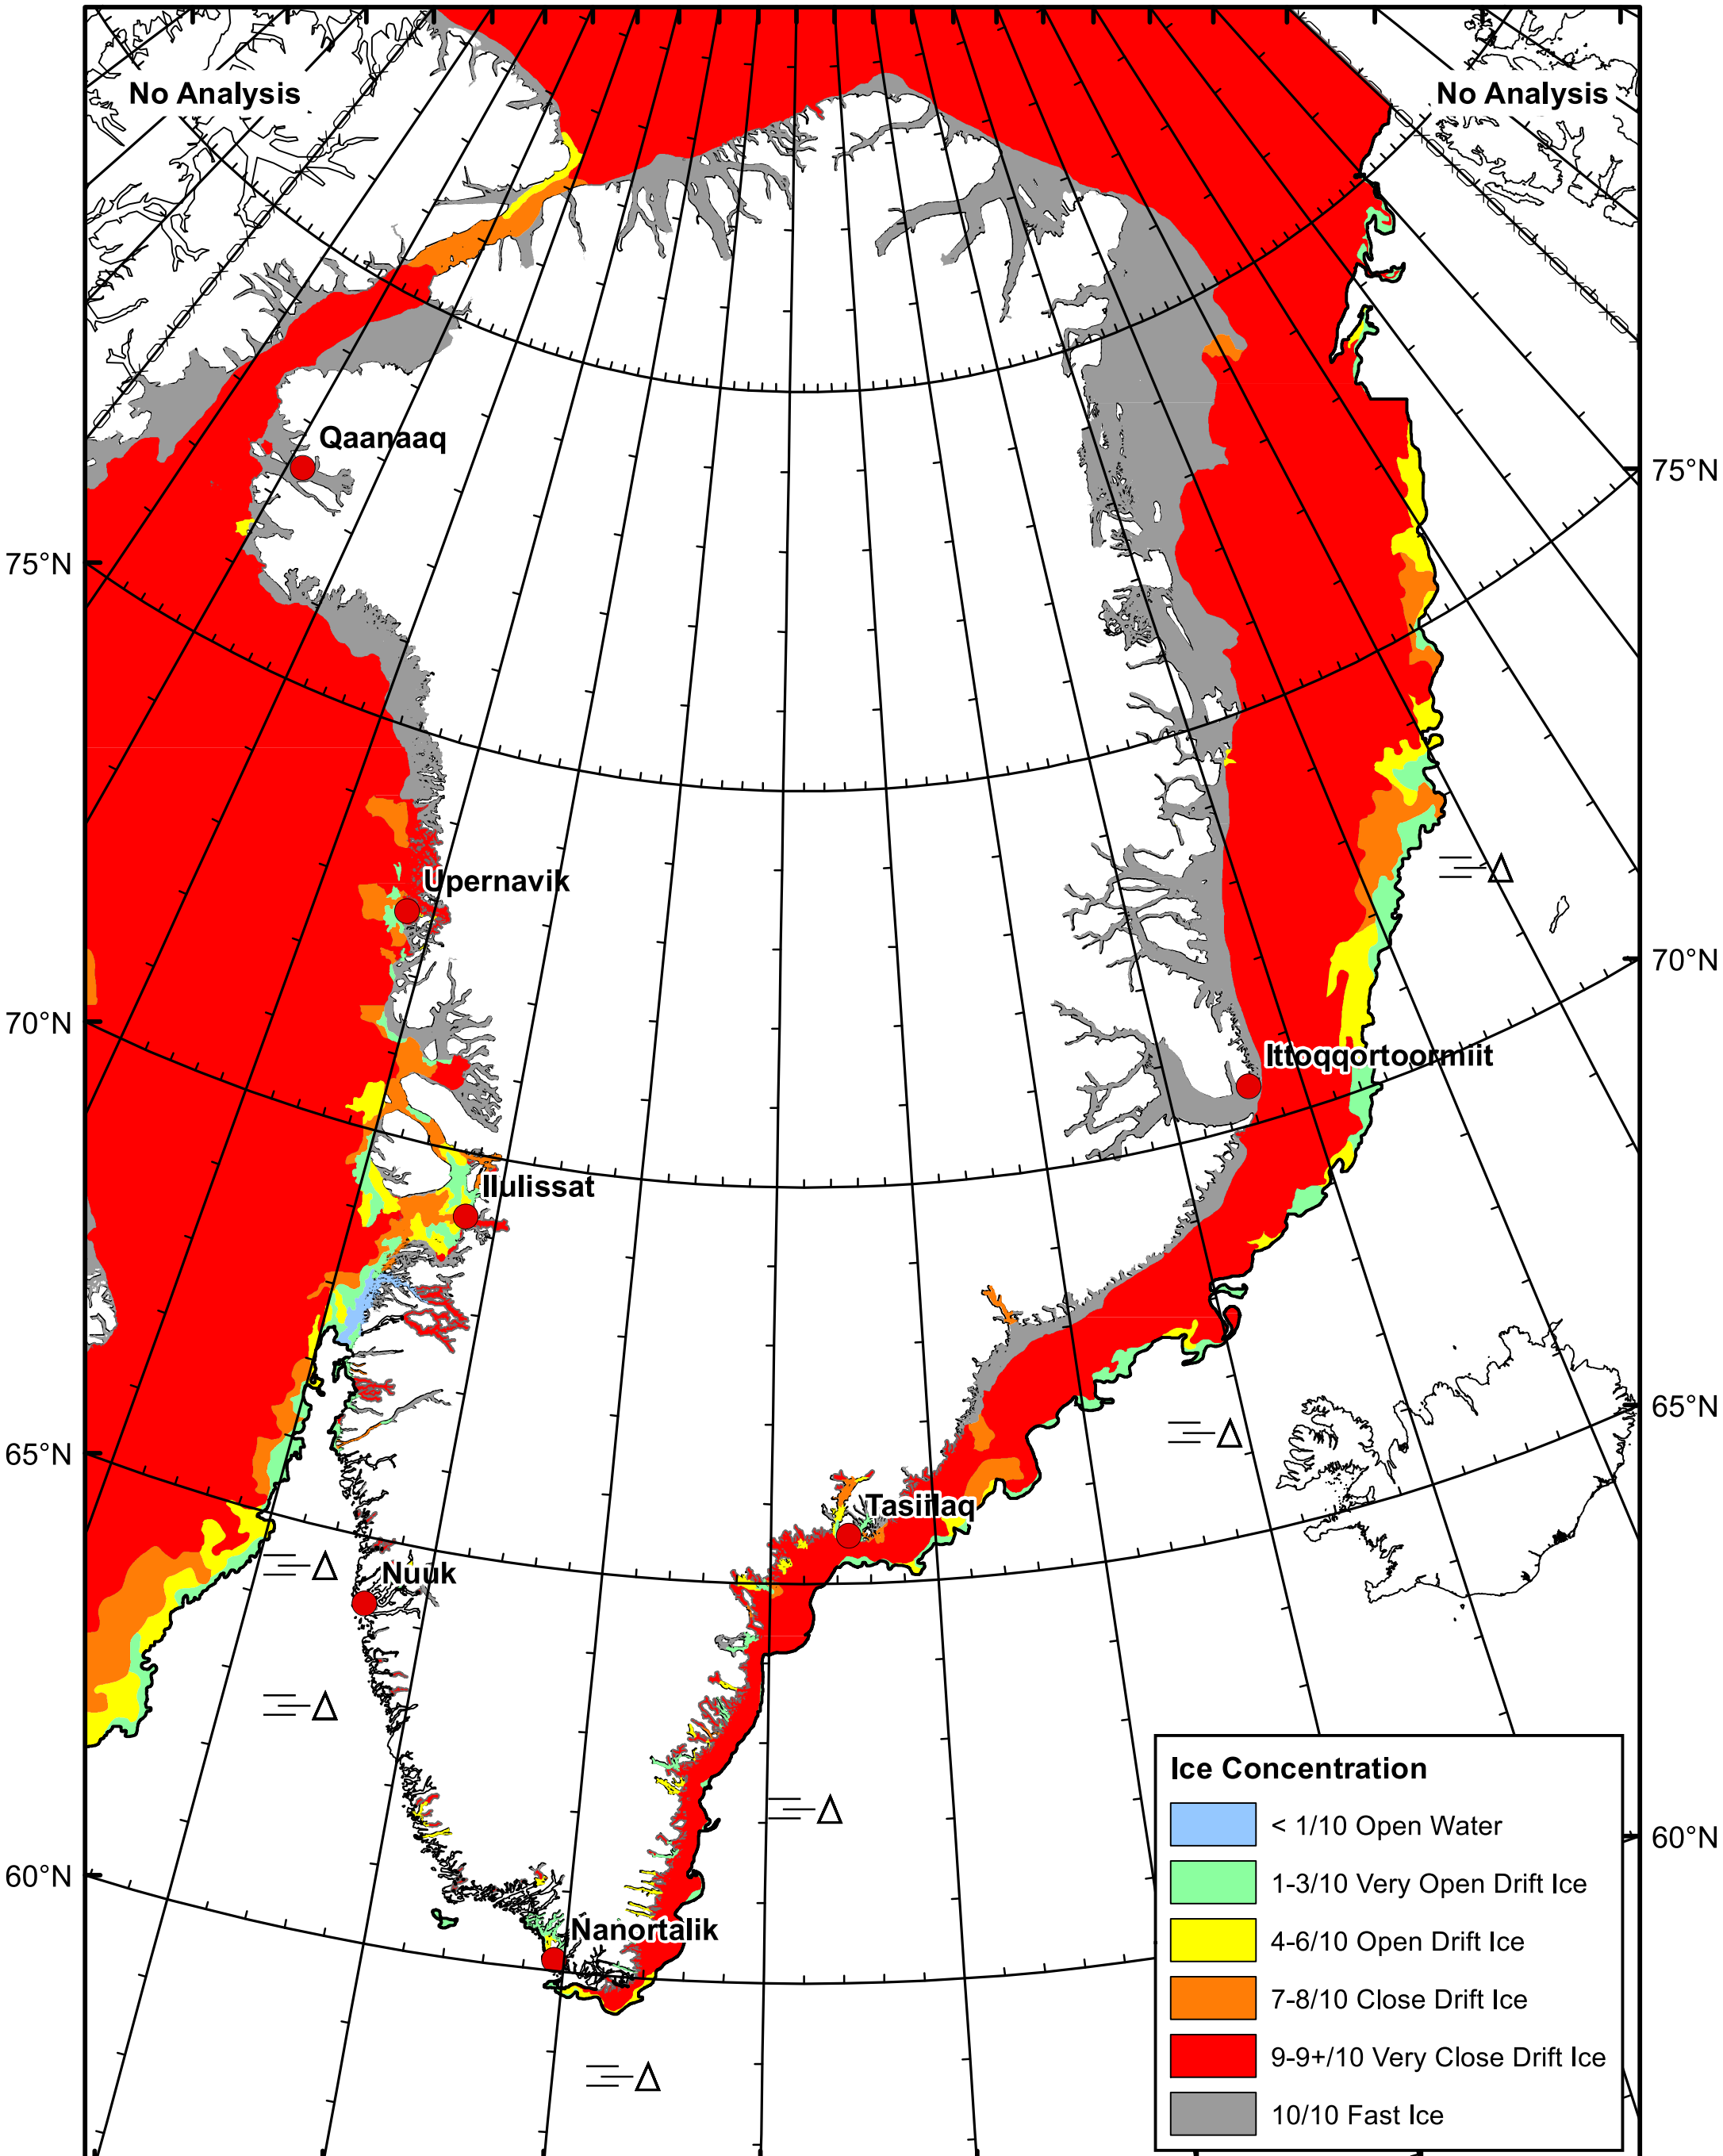 No Analysis
No Analysis
Qaanaaq
75°N
75°N
Upernavik
70°N
70°N
Ittoqqortoormiit
Ilulissat
65°N
65°N
Tasiilaq
Nuuk
Ice Concentration
< 1/10 Open Water
60°N
1-3/10 Very Open Drift Ice
60°N
Nanortalik
4-6/10 Open Drift Ice
7-8/10 Close Drift Ice
9-9+/10 Very Close Drift Ice
10/10 Fast Ice